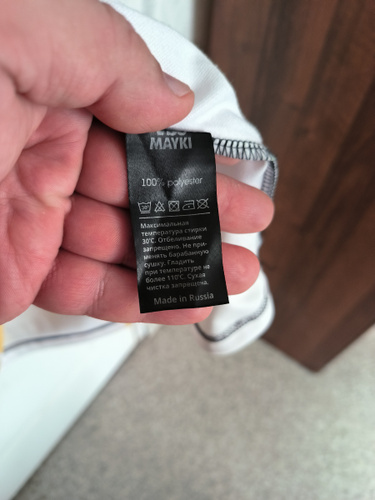 MAYKI
100% polyester
Максимальная
температура стирки
30°С. Отбеливание
запрещено. Не при-
менять барабанную
сушку. Гладить
при температуре не
более 110°С. Сухая
чистка запрещена.
Made in Russia